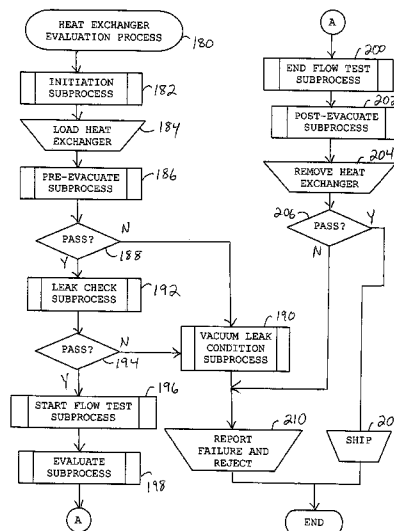 HEAT EXCHANGER
EVALUATION PROCESS
180
INITIATION
SUBPROCESS
182
LOAD HEAT
EXCHANGER
184
PRE-EVACUATE
SUBPROCESS
186
PASS?
N
188
Y
LEAK CHECK
SUBPROCESS
192
PASS?
N
194
Y
VACUUM LEAK
CONDITION
SUBPROCESS
190
START FLOW TEST
SUBPROCESS
196
EVALUATE
SUBPROCESS
198
A
A
END FLOW TEST
SUBPROCESS
200
POST-EVACUATE
SUBPROCESS
202
REMOVE HEAT
EXCHANGER
204
206
PASS?
Y
N
REPORT
FAILURE AND
REJECT
210
SHIP
END